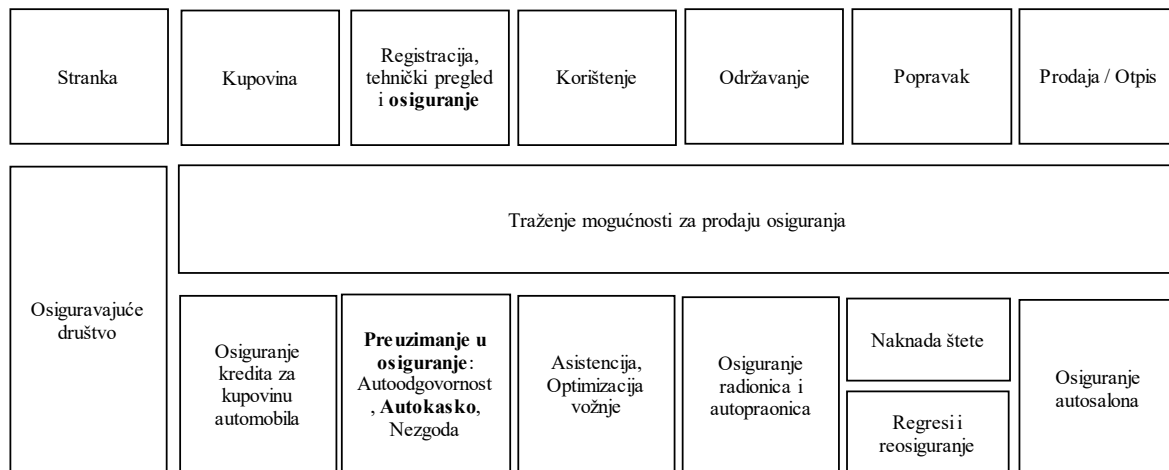 Stranka
Kupovina
Registracija,
tehnički pregled
i osiguranje
Korištenje
Održavanje
Popravak
Prodaja / Otpis
Osiguravajuće
društvo
Traženje mogućnosti za prodaju osiguranja
Osiguranje
kredita za
kupovinu
automobila
Preuzimanje u
osiguranje:
Autoodgovornost
, Autokasko,
Nezgoda
Asistencija,
Optimizacija
vožnje
Osiguranje
radionica i
autopraonica
Naknada štete
Regresi i
reosiguranje
Osiguranje
autosalona